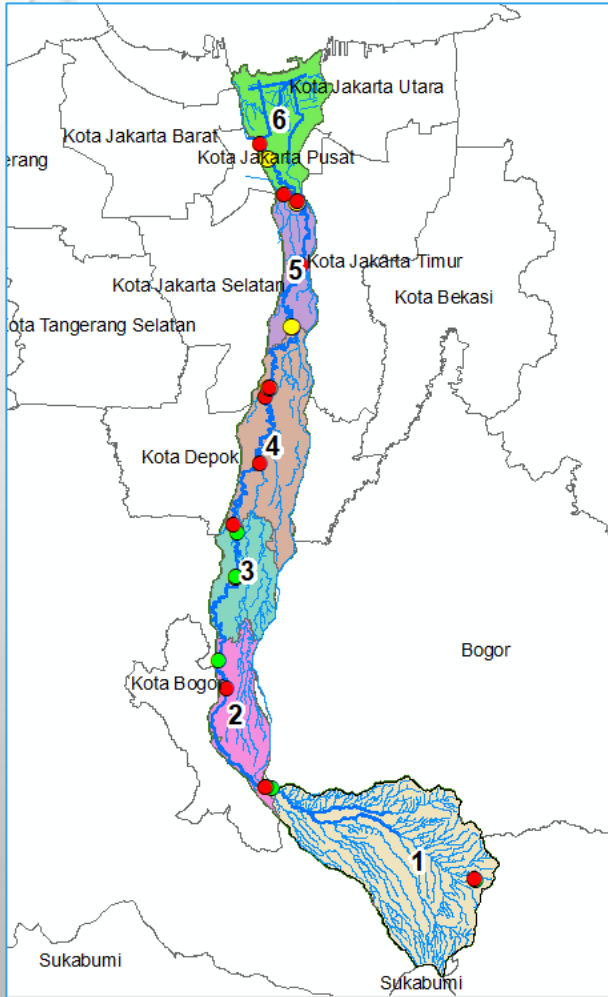 Kota Jakarta Utara
6
Kota Jakarta Barat
Kota Jakarta Pusat
erang
Kota Jakarta Timur
5
Kota Jakarta Selatan
Kota Bekasi
ota Tangerang Selatan
4
Kota Depok
3
Bogor
Kota Bogor
2
1
Sukabumi
Sukabumi